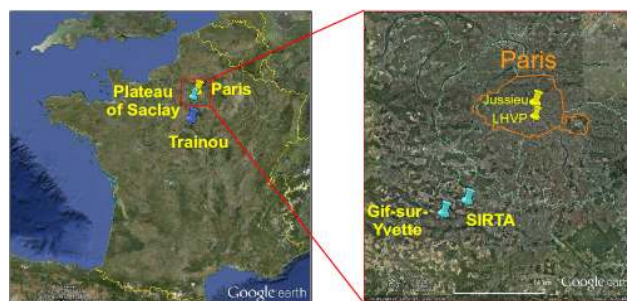 Plateau
of Saclay
Paris
Trainou
Google earth
Paris
Jussieu
LHVP
Gif-sur-
Yvette
SIRTA
Google earth